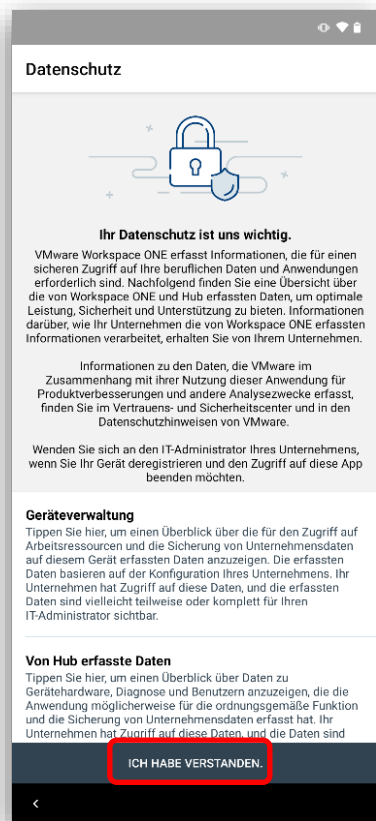 Datenschutz
Ihr Datenschutz ist uns wichtig.
VMware Workspace ONE erfasst Informationen, die für einen
sicheren Zugriff auf Ihre beruflichen Daten und Anwendungen
erforderlich sind. Nachfolgend finden Sie eine Übersicht über
die von Workspace ONE und Hub erfassten Daten, um optimale
Leistung, Sicherheit und Unterstützung zu bieten. Informationen
darüber, wie Ihr Unternehmen die von Workspace ONE erfassten
Informationen verarbeitet, erhalten Sie von Ihrem Unternehmen.
Informationen zu den Daten, die VMware im
Zusammenhang mit ihrer Nutzung dieser Anwendung für
Produktverbesserungen und andere Analysezwecke erfasst,
finden Sie im Vertrauens- und Sicherheitscenter und in den
Datenschutzhinweisen von VMware.
Wenden Sie sich an den IT-Administrator Ihres Unternehmens,
wenn Sie Ihr Gerät deregistrieren und den Zugriff auf diese App
beenden möchten.
Geräteverwaltung
Tippen Sie hier, um einen Überblick über die für den Zugriff auf
Arbeitsressourcen und die Sicherung von Unternehmensdaten
auf diesem Gerät erfassten Daten anzuzeigen. Die erfassten
Daten basieren auf der Konfiguration Ihres Unternehmens. Ihr
Unternehmen hat Zugriff auf diese Daten, und die erfassten
Daten sind vielleicht teilweise oder komplett für Ihren
IT-Administrator sichtbar.
Von Hub erfasste Daten
Tippen Sie hier, um einen Überblick über Daten zu
Gerätehardware, Diagnose und Benutzern anzuzeigen, die die
Anwendung möglicherweise für die ordnungsgemäße Funktion
und die Sicherung von Unternehmensdaten erfasst hat. Ihr
Unternehmen hat Zugriff auf diese Daten, und die Daten sind
ICH HABE VERSTANDEN.